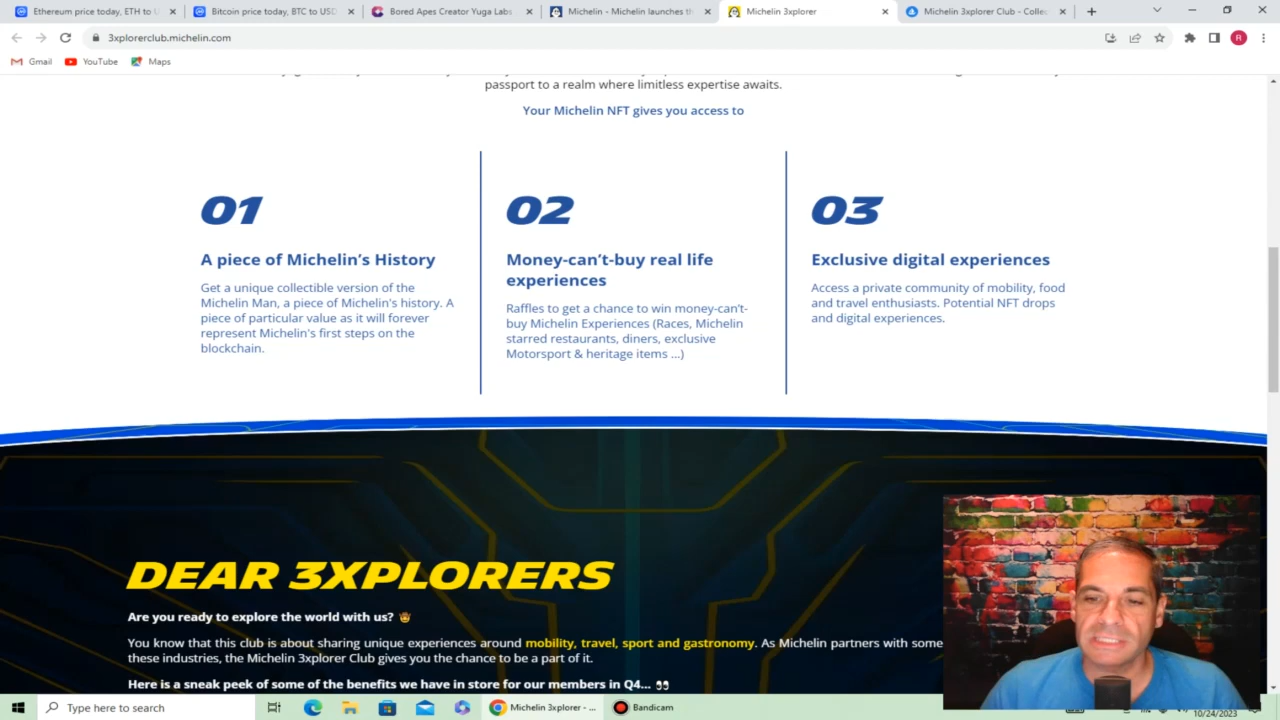 Ethereum price today, ETH to U
Bitcoin price today, BTC to USD
Bored Apes Creator Yuga Labs
Michelin - Michelin launches th
Michelin 3xplorer
Michelin 3xplorer Club - Collec
3xplorerclub.michelin.com
R
Gmail
YouTube
Maps
passport to a realm where limitless expertise awaits.
Your Michelin NFT gives you access to
01
A piece of Michelin's History
Get a unique collectible version of the
Michelin Man, a piece of Michelin's history. A
piece of particular value as it will forever
represent Michelin's first steps on the
blockchain.
02
Money-can't-buy real life
experiences
Raffles to get a chance to win money-can't-
buy Michelin Experiences (Races, Michelin
starred restaurants, diners, exclusive
Motorsport & heritage items ...)
03
Exclusive digital experiences
Access a private community of mobility, food
and travel enthusiasts. Potential NFT drops
and digital experiences.
DEAR 3XPLORERS
Are you ready to explore the world with us? 🤠
You know that this club is about sharing unique experiences around mobility, travel, sport and gastronomy. As Michelin partners with some
these industries, the Michelin 3xplorer Club gives you the chance to be a part of it.
Here is a sneak peek of some of the benefits we have in store for our members in Q4... 👀
Type here to search
Michelin 3xplorer - ...
Bandicam
10/24/2023